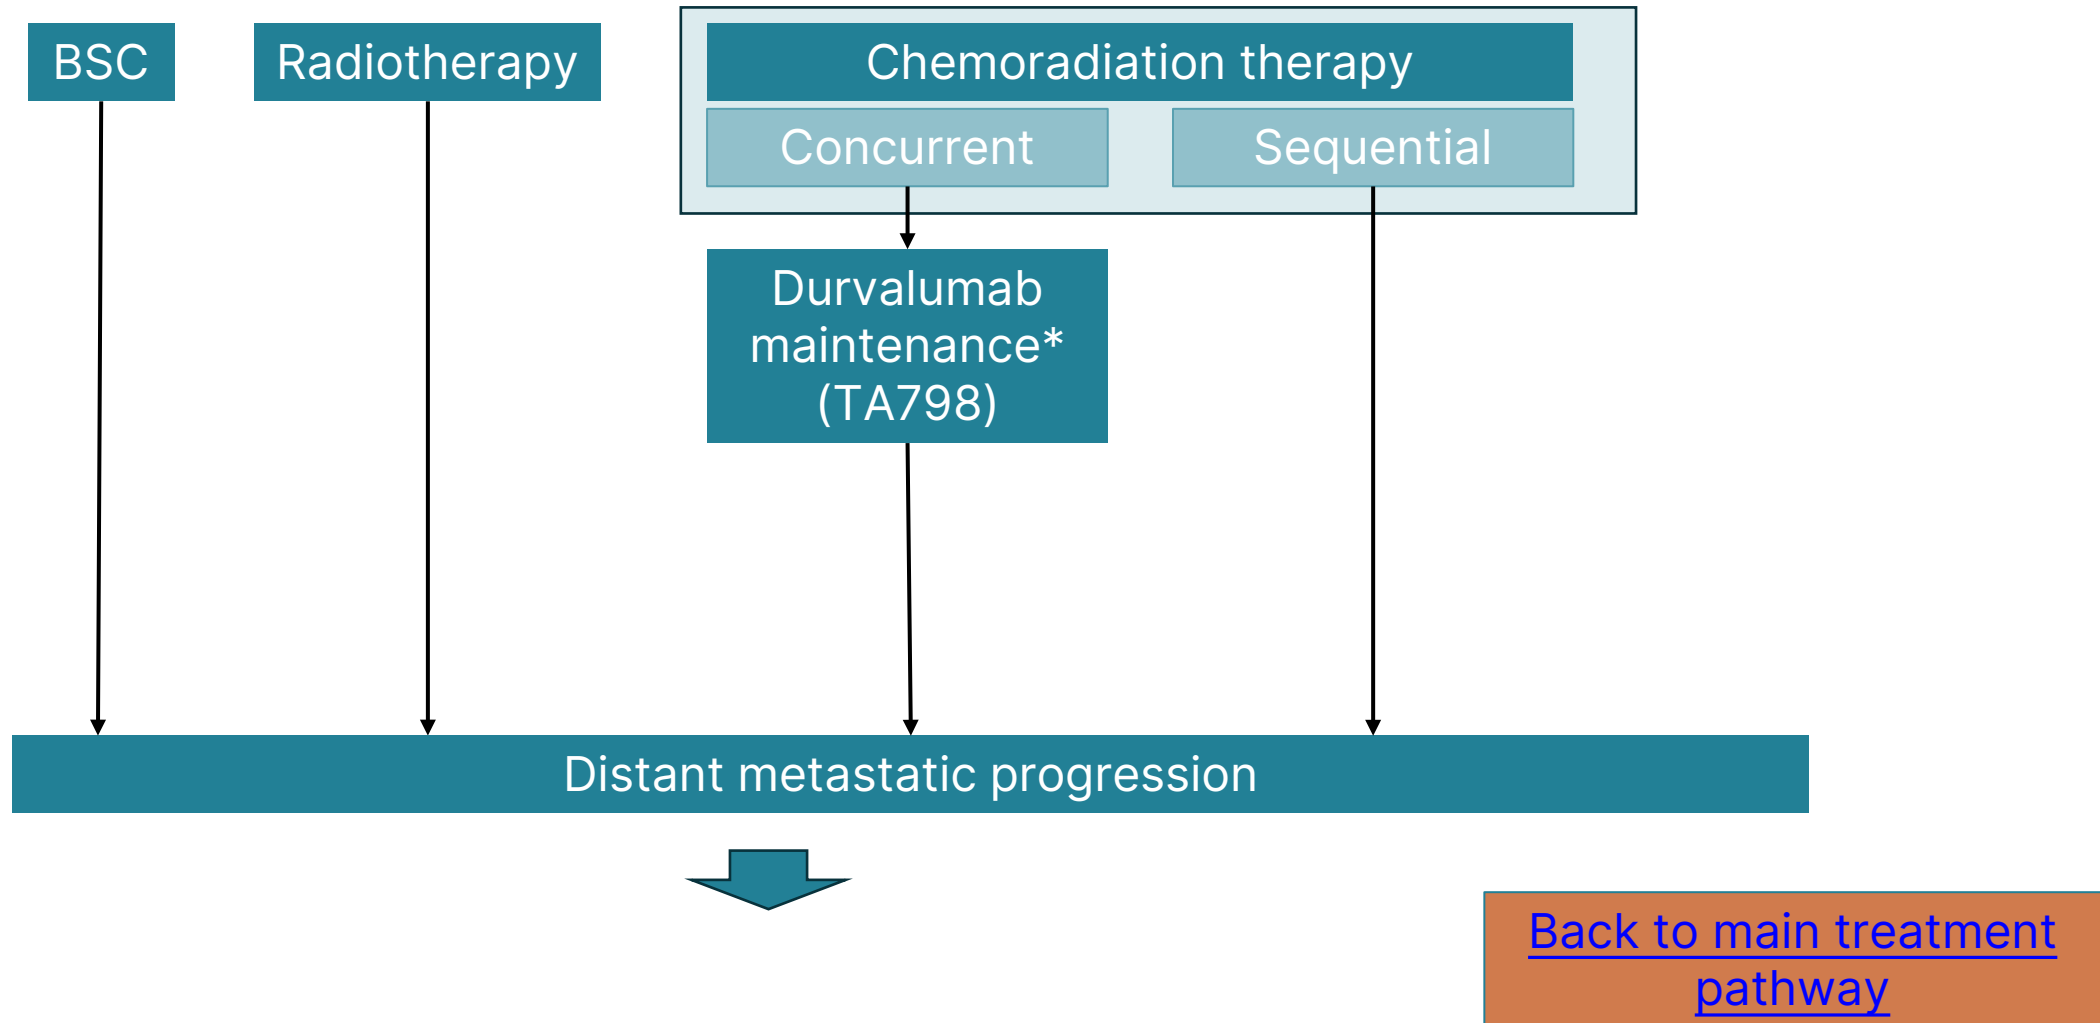 BSC
Radiotherapy
Chemoradiation therapy
Concurrent
Sequential
Durvalumab
maintenance*
(TA798)
Distant metastatic progression
Back to main treatment
pathway